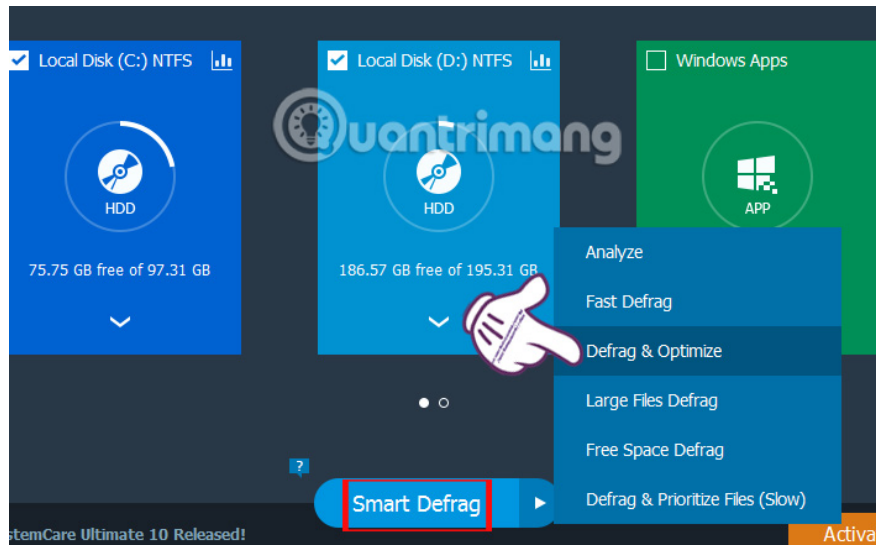 Local Disk (C:) NTFS
HDD
75.75 GB free of 97.31 GB
Local Disk (D:) NTFS
HDD
186.57 GB free of 195.31 GB
Windows Apps
APP
Quantrimang
Analyze
Fast Defrag
Defrag & Optimize
Large Files Defrag
Free Space Defrag
Defrag & Prioritize Files (Slow)
?
Smart Defrag
stemCare Ultimate 10 Released!
Activa